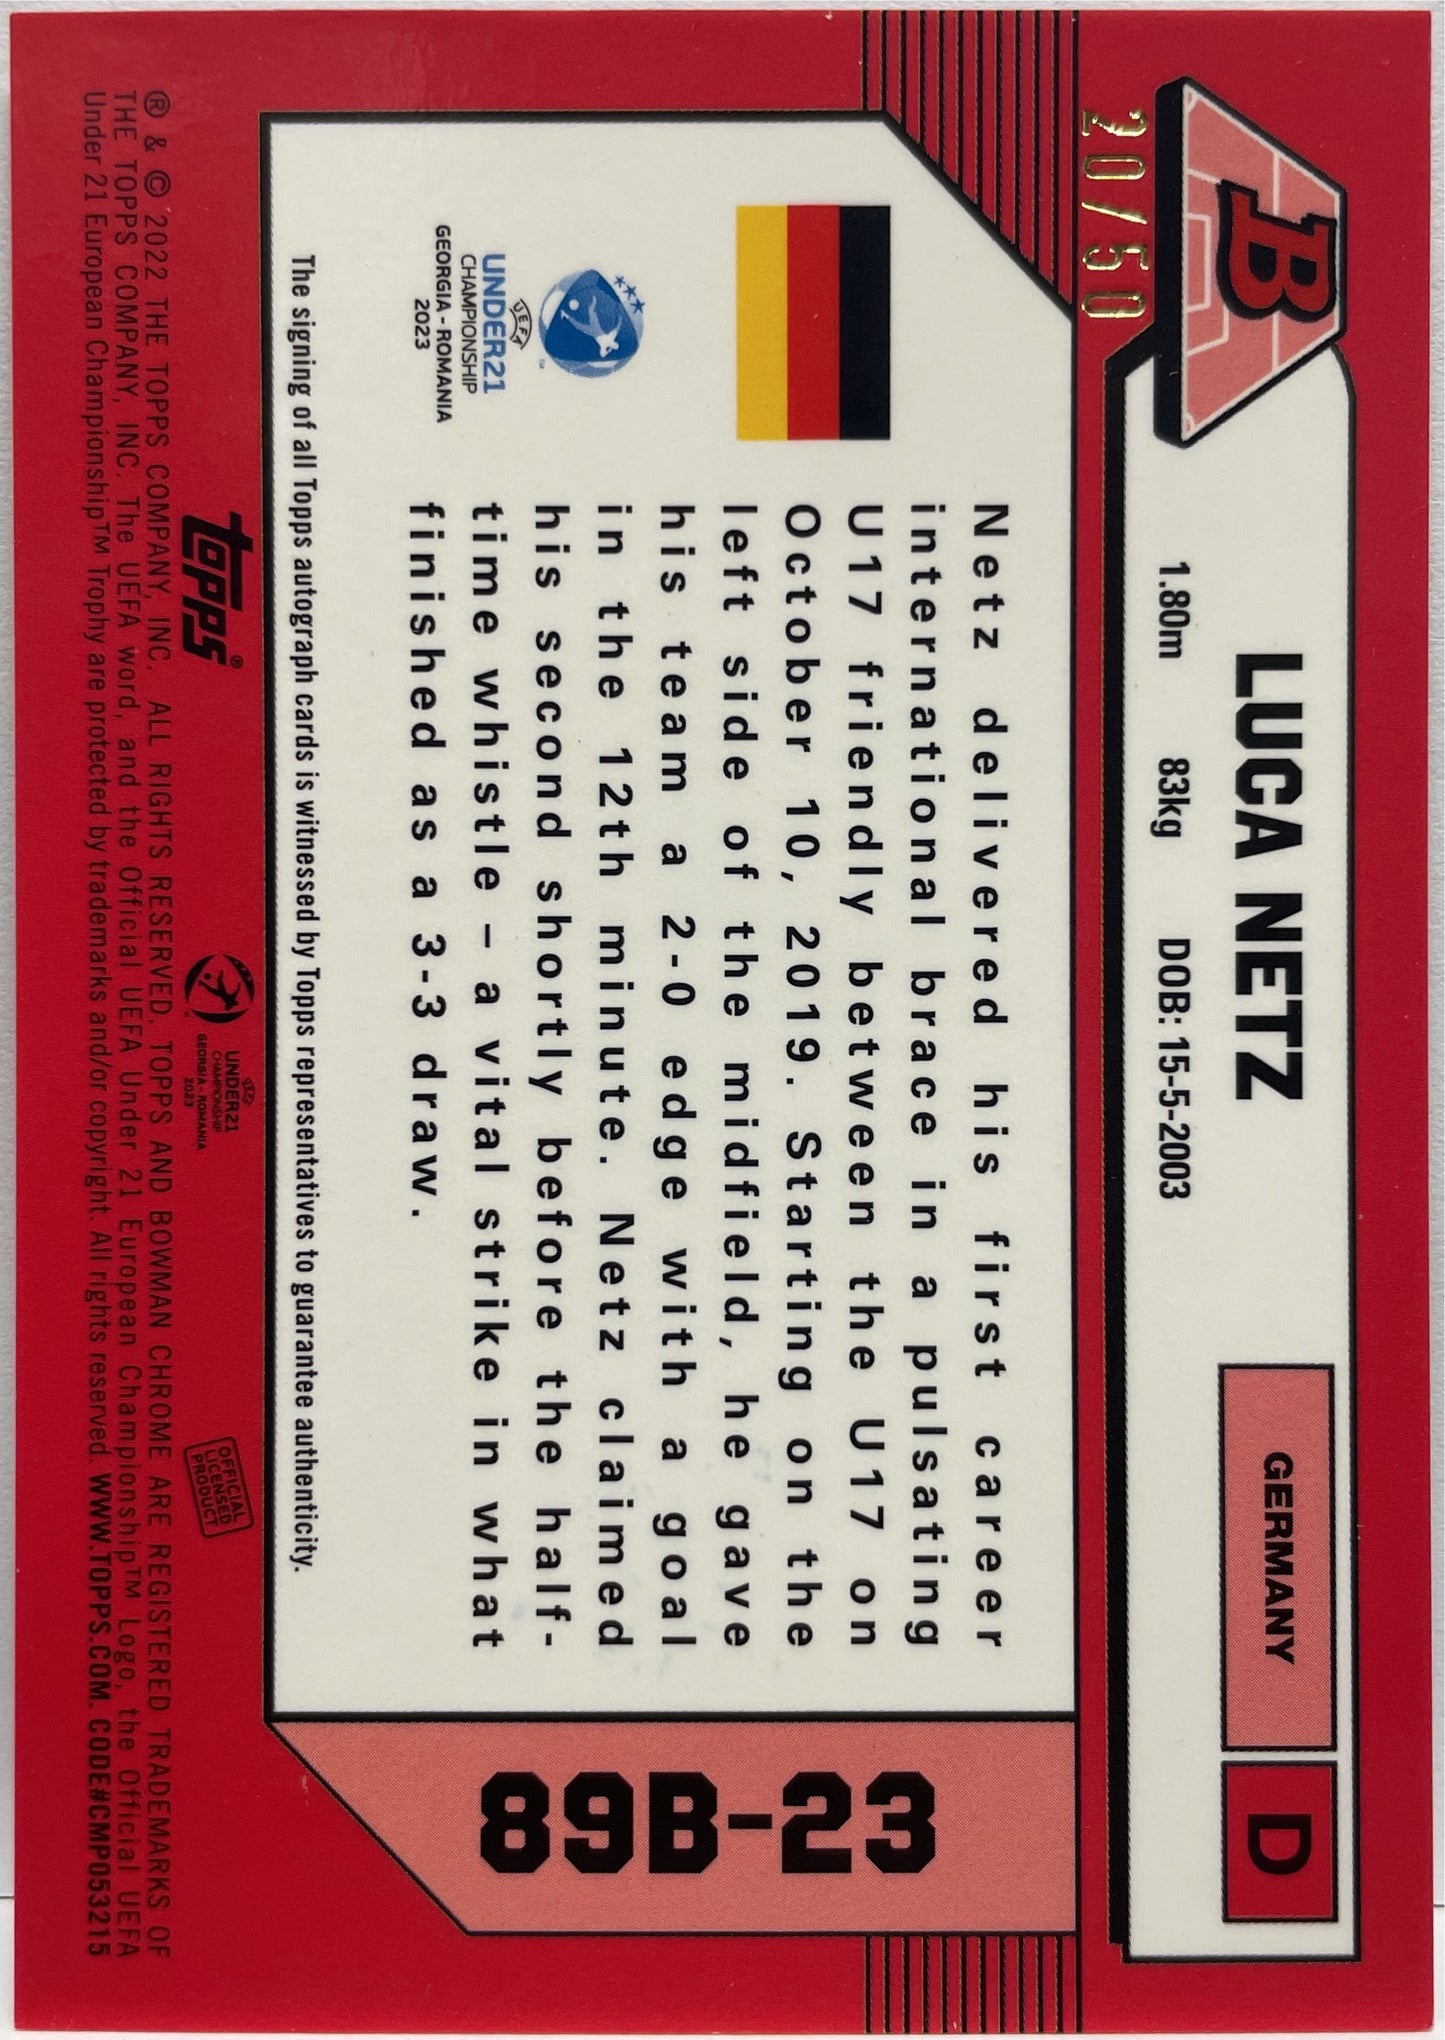 B
20/50
LUCA NETZ
GERMANY
D
1.80m 83kg DOB: 15-5-2003
Netz delivered his first career
international brace in a pulsating
U17 friendly between the U17 on
October 10, 2019. Starting on the
left side of the midfield, he gave
his team a 2-0 edge with a goal
in the 12th minute. Netz claimed
his second shortly before the half-
time whistle – a vital strike in what
finished as a 3-3 draw.
UEFA
UNDER21
CHAMPIONSHIP
GEORGIA - ROMANIA
2023
The signing of all Topps autograph cards is witnessed by Topps representatives to guarantee authenticity.
89B-23
topps®
UEFA
UNDER21
CHAMPIONSHIP
GEORGIA - ROMANIA
2023
OFFICIAL
LICENSED
PRODUCT
® & © 2022 THE TOPPS COMPANY, INC. ALL RIGHTS RESERVED. TOPPS AND BOWMAN CHROME ARE REGISTERED TRADEMARKS OF
THE TOPPS COMPANY, INC. The UEFA word, and the Official UEFA Under 21 European Championship™ Logo, the Official UEFA
Under 21 European Championship™ Trophy are protected by trademarks and/or copyright. All rights reserved. WWW.TOPPS.COM. CODE#CMP053215